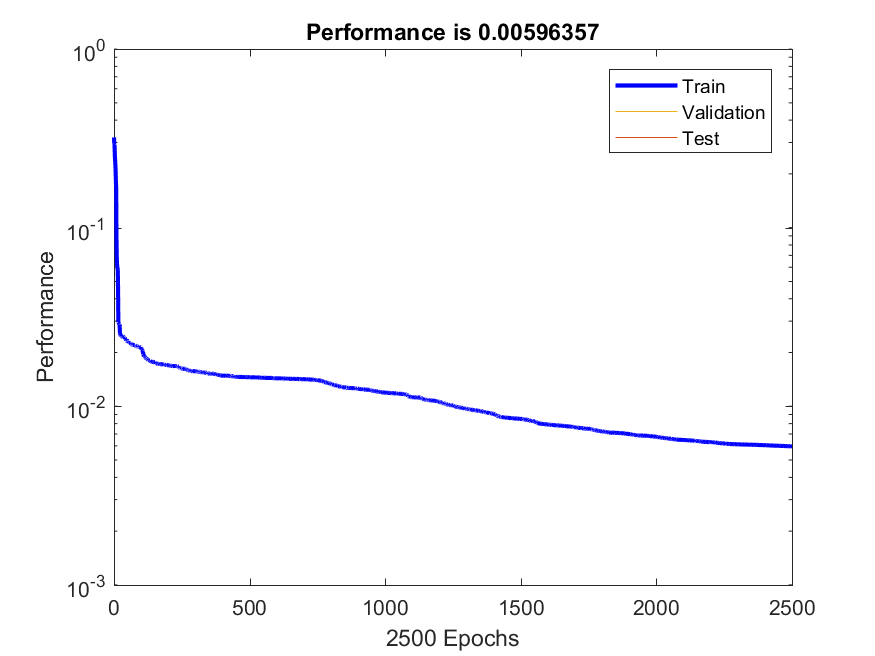 Performance is 0.00596357
10^0
10^-1
10^-2
10^-3
Performance
Train
Validation
Test
0 500 1000 1500 2000 2500
2500 Epochs